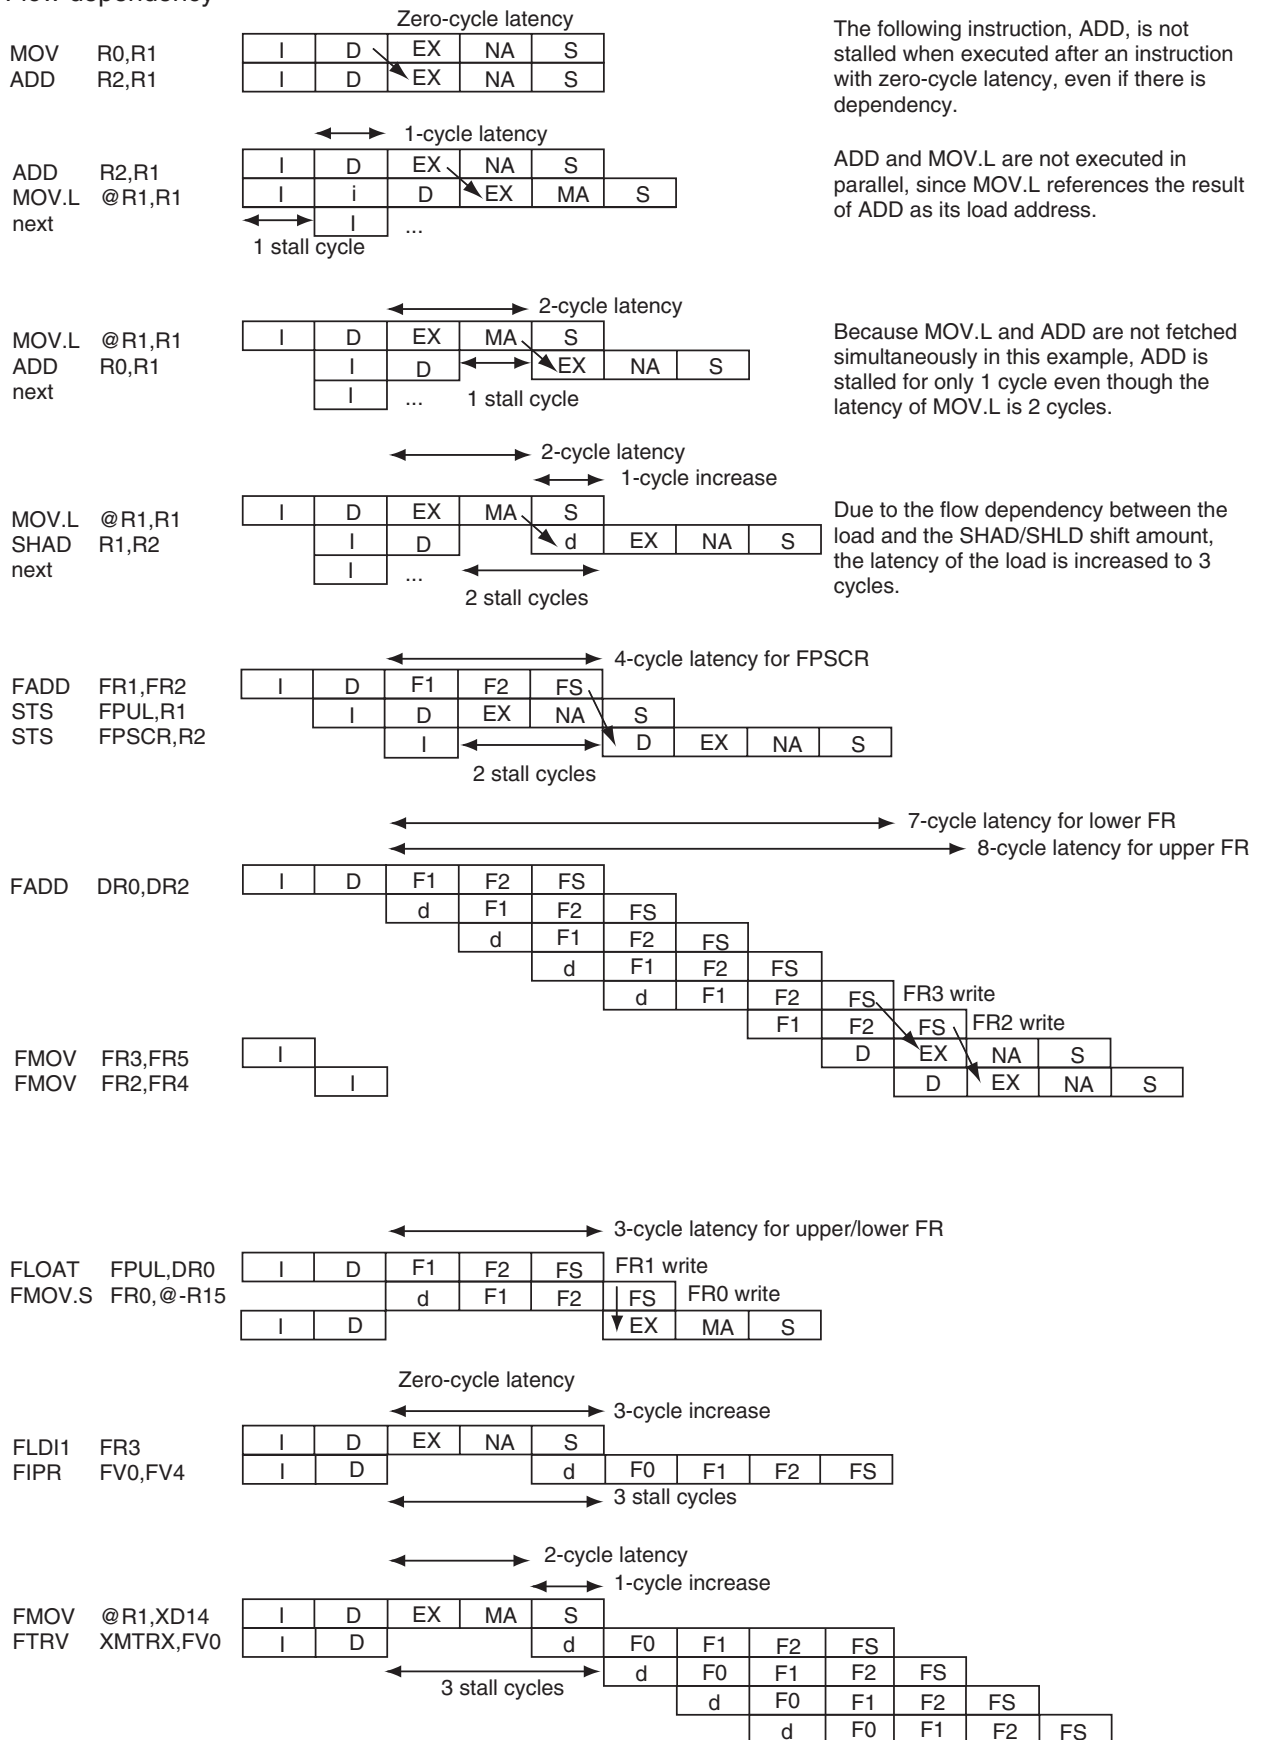 Flow dependency
Zero-cycle latency
MOV R0,R1 I D EX NA S
ADD R2,R1 I D EX NA S
The following instruction, ADD, is not
stalled when executed after an instruction
with zero-cycle latency, even if there is
dependency.
1-cycle latency
ADD R2,R1 I D EX NA S
MOV.L @R1,R1 I i D EX MA S
next I ...
1 stall cycle
ADD and MOV.L are not executed in
parallel, since MOV.L references the result
of ADD as its load address.
2-cycle latency
MOV.L @R1,R1 I D EX MA S
ADD R0,R1 I D EX NA S
next I ... 1 stall cycle
Because MOV.L and ADD are not fetched
simultaneously in this example, ADD is
stalled for only 1 cycle even though the
latency of MOV.L is 2 cycles.
2-cycle latency
1-cycle increase
MOV.L @R1,R1 I D EX MA S
SHAD R1,R2 I D d EX NA S
next I ...
2 stall cycles
Due to the flow dependency between the
load and the SHAD/SHLD shift amount,
the latency of the load is increased to 3
cycles.
4-cycle latency for FPSCR
FADD FR1,FR2 I D F1 F2 FS
STS FPUL,R1 I D EX NA S
STS FPSCR,R2 I D EX NA S
2 stall cycles
7-cycle latency for lower FR
8-cycle latency for upper FR
FADD DR0,DR2 I D F1 F2 FS
d F1 F2 FS
d F1 F2 FS
d F1 F2 FS
d F1 F2 FS FR3 write
F1 F2 FS FR2 write
FMOV FR3,FR5 I D EX NA S
FMOV FR2,FR4 I D EX NA S
3-cycle latency for upper/lower FR
FLOAT FPUL,DR0 I D F1 F2 FS FR1 write
FMOV.S FR0,@-R15 d F1 F2 FS FR0 write
I D EX MA S
Zero-cycle latency
3-cycle increase
FLDI1 FR3 I D EX NA S
FIPR FV0,FV4 I D d F0 F1 F2 FS
3 stall cycles
2-cycle latency
1-cycle increase
FMOV @R1,XD14 I D EX MA S
FTRV XMTRX,FV0 I D d F0 F1 F2 FS
d F0 F1 F2 FS
3 stall cycles
d F0 F1 F2 FS
d F0 F1 F2 FS